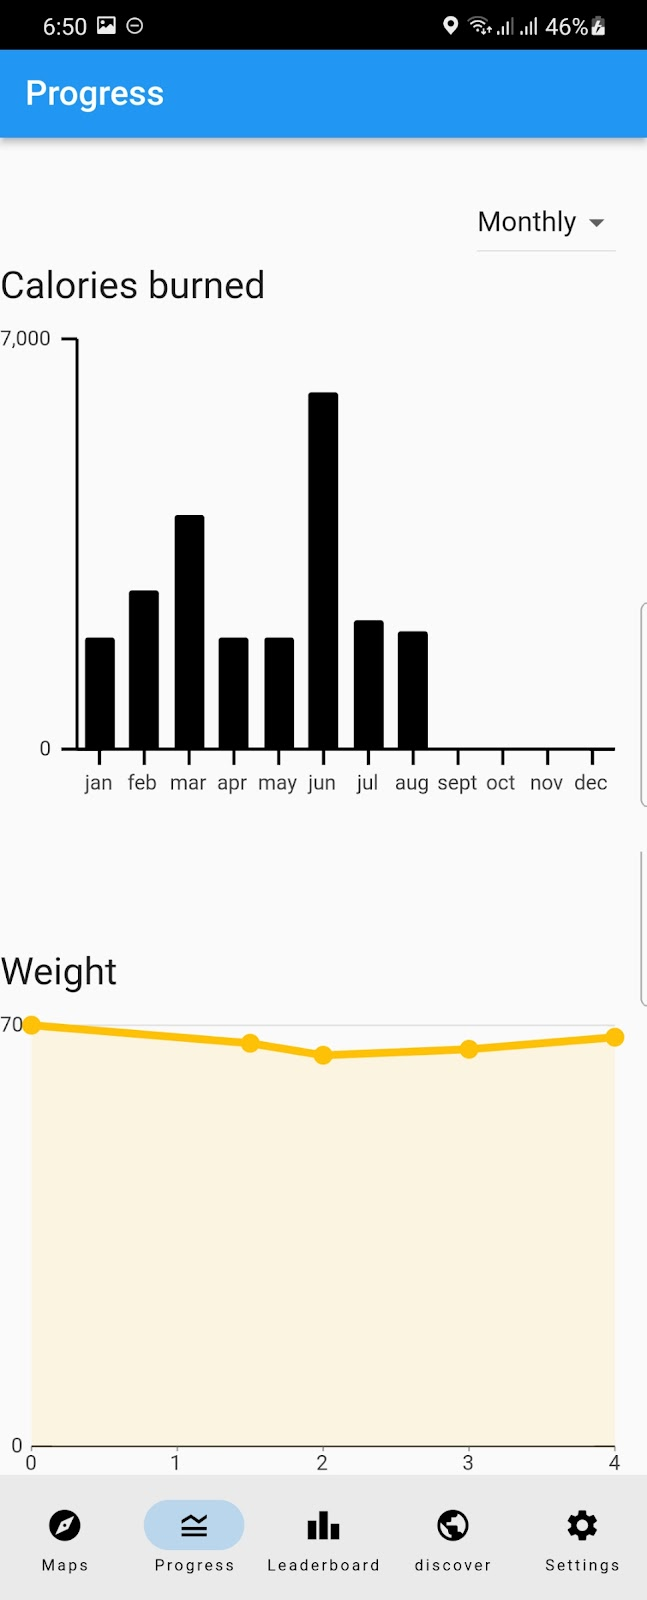 6:50 46%
Progress
Monthly
Calories burned
7,000
0
jan feb mar apr may jun jul aug sept oct nov dec
Weight
70
0
0 1 2 3 4
Maps Progress Leaderboard discover Settings